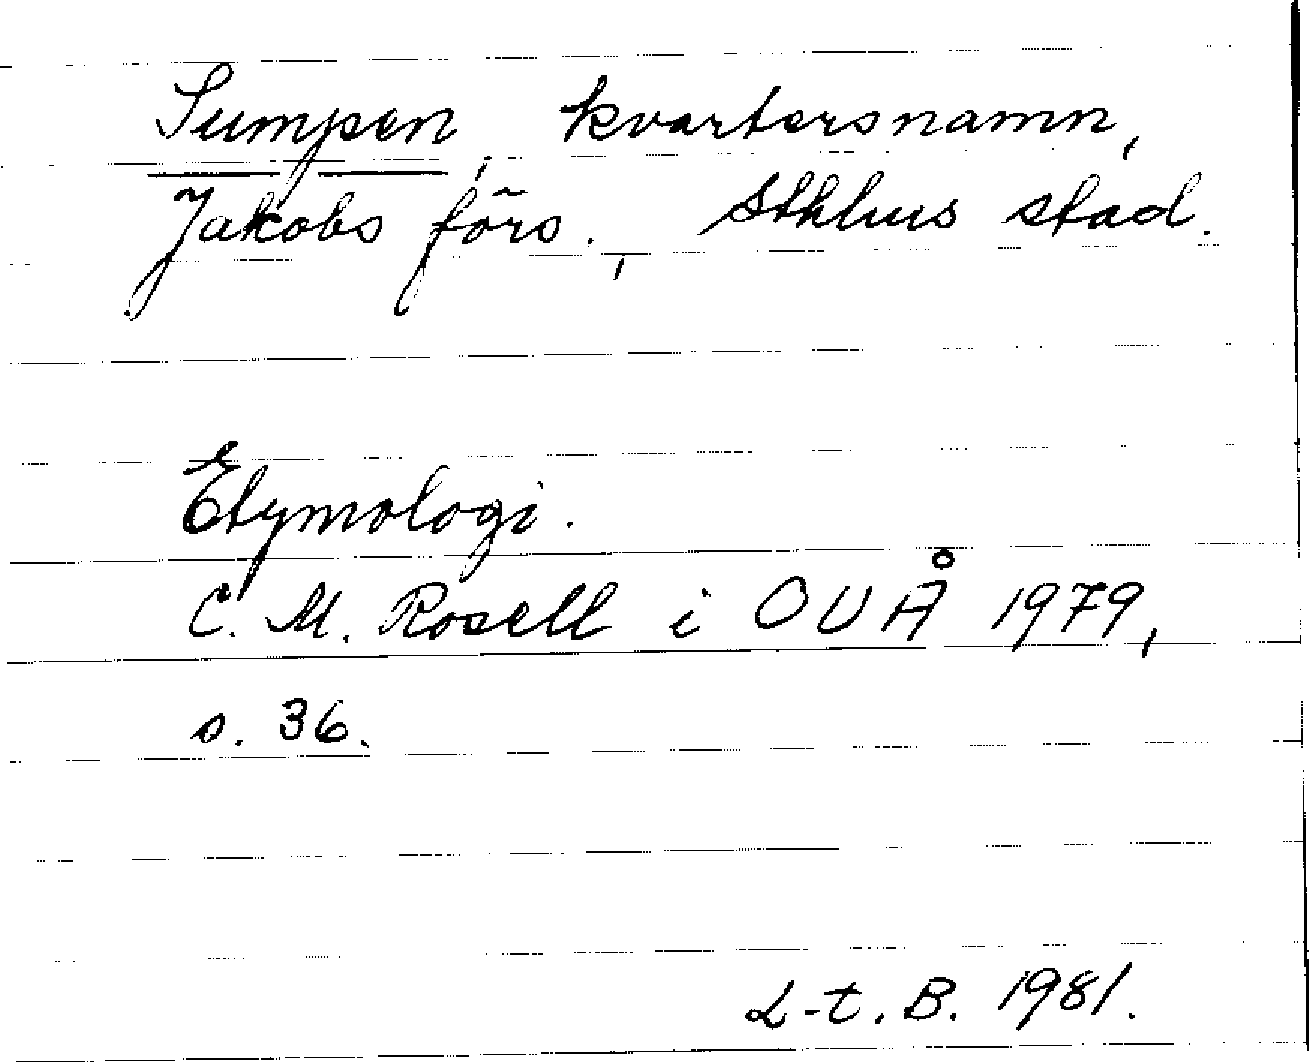 Sumpen, kvartersnamn,
Jakobs förs., Sthlms stad.
Etymologi.
C. M. Rosell i OUÅ 1979,
s. 36.
L-t. B. 1981.